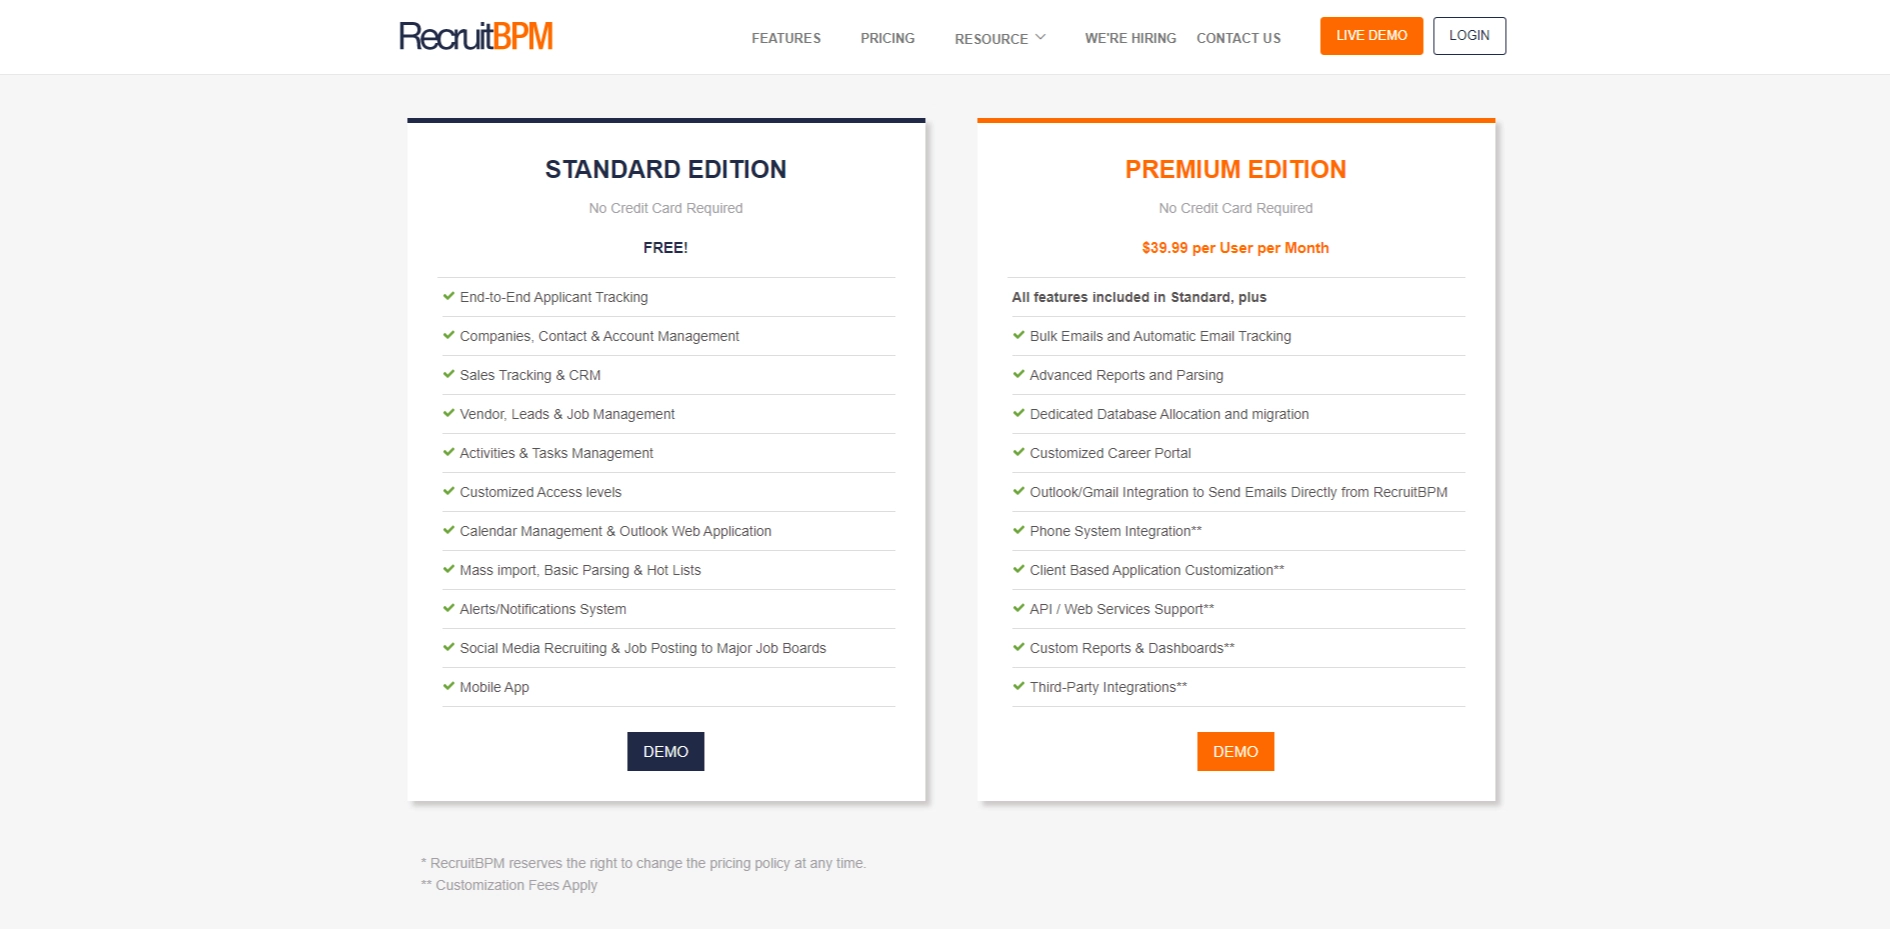 RecruitBPM
FEATURES PRICING RESOURCE WE'RE HIRING CONTACT US LIVE DEMO LOGIN
STANDARD EDITION
No Credit Card Required
FREE!
End-to-End Applicant Tracking
Companies, Contact & Account Management
Sales Tracking & CRM
Vendor, Leads & Job Management
Activities & Tasks Management
Customized Access levels
Calendar Management & Outlook Web Application
Mass import, Basic Parsing & Hot Lists
Alerts/Notifications System
Social Media Recruiting & Job Posting to Major Job Boards
Mobile App
DEMO
PREMIUM EDITION
No Credit Card Required
$39.99 per User per Month
All features included in Standard, plus
Bulk Emails and Automatic Email Tracking
Advanced Reports and Parsing
Dedicated Database Allocation and migration
Customized Career Portal
Outlook/Gmail Integration to Send Emails Directly from RecruitBPM
Phone System Integration**
Client Based Application Customization**
API / Web Services Support**
Custom Reports & Dashboards**
Third-Party Integrations**
DEMO
* RecruitBPM reserves the right to change the pricing policy at any time.
** Customization Fees Apply